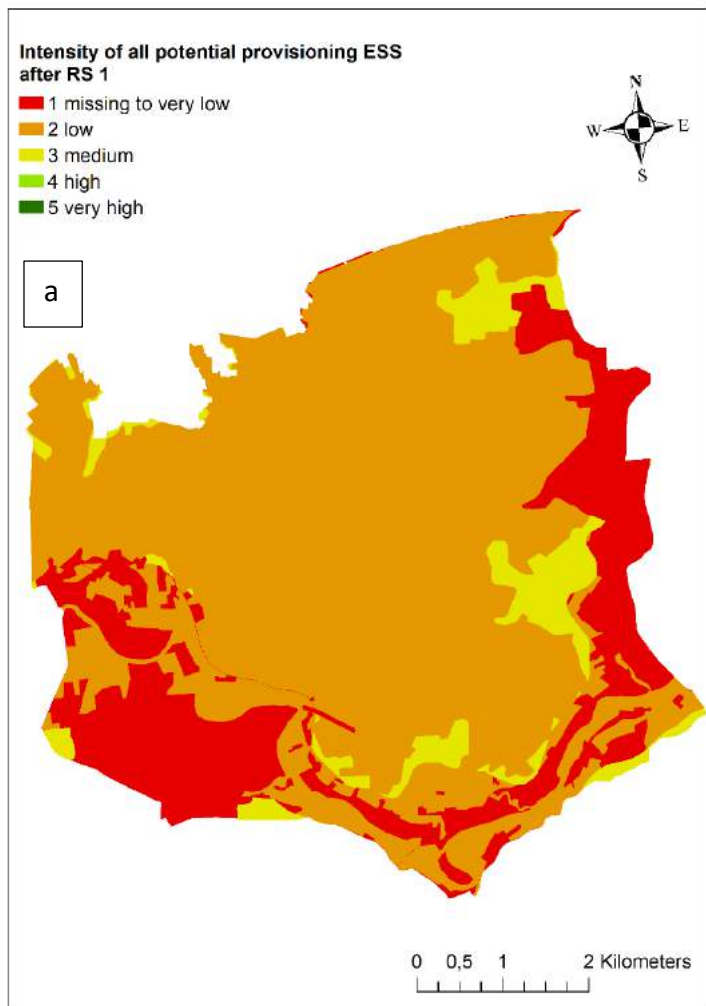 Intensity of all potential provisioning ESS
after RS 1
1 missing to very low
2 low
3 medium
4 high
5 very high
N
W E
S
a
0 0,5 1 2 Kilometers